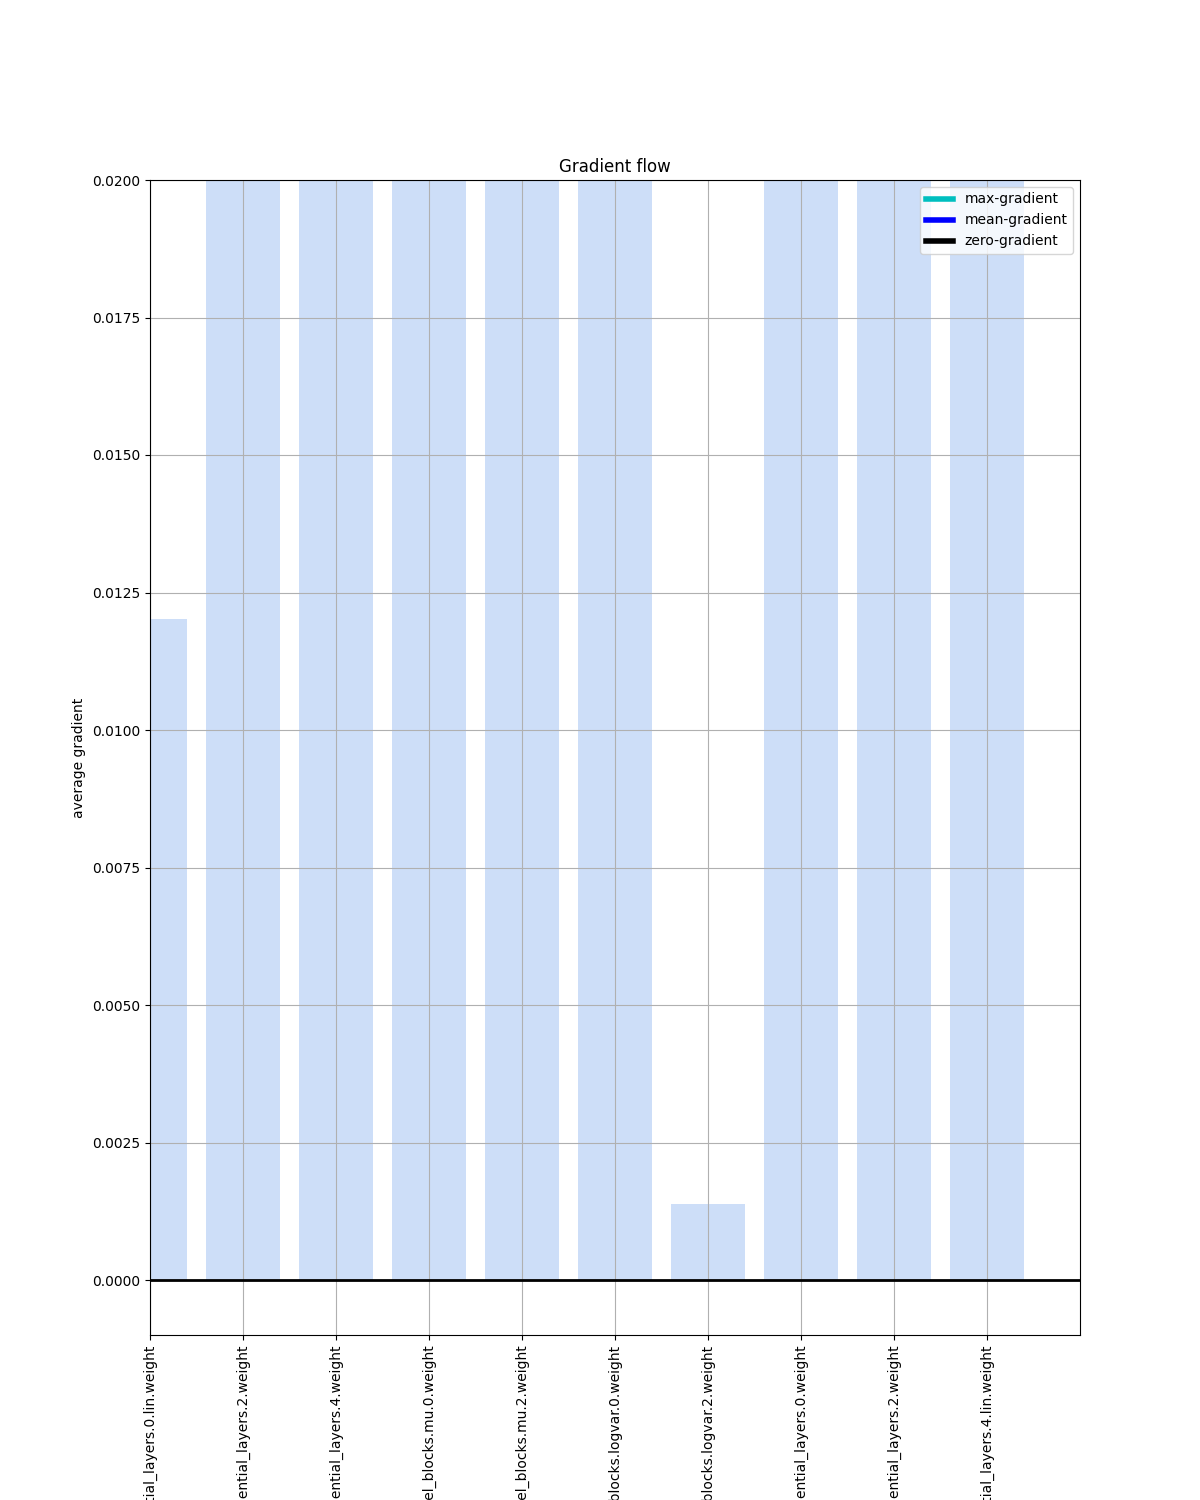 Gradient flow
max-gradient
mean-gradient
zero-gradient
0.0200
0.0175
0.0150
0.0125
0.0100
0.0075
0.0050
0.0025
0.0000
average gradient
tial_layers.0.lin.weight
ential_layers.2.weight
ential_layers.4.weight
el_blocks.mu.0.weight
el_blocks.mu.2.weight
blocks.logvar.0.weight
blocks.logvar.2.weight
ential_layers.0.weight
ential_layers.2.weight
tial_layers.4.lin.weight